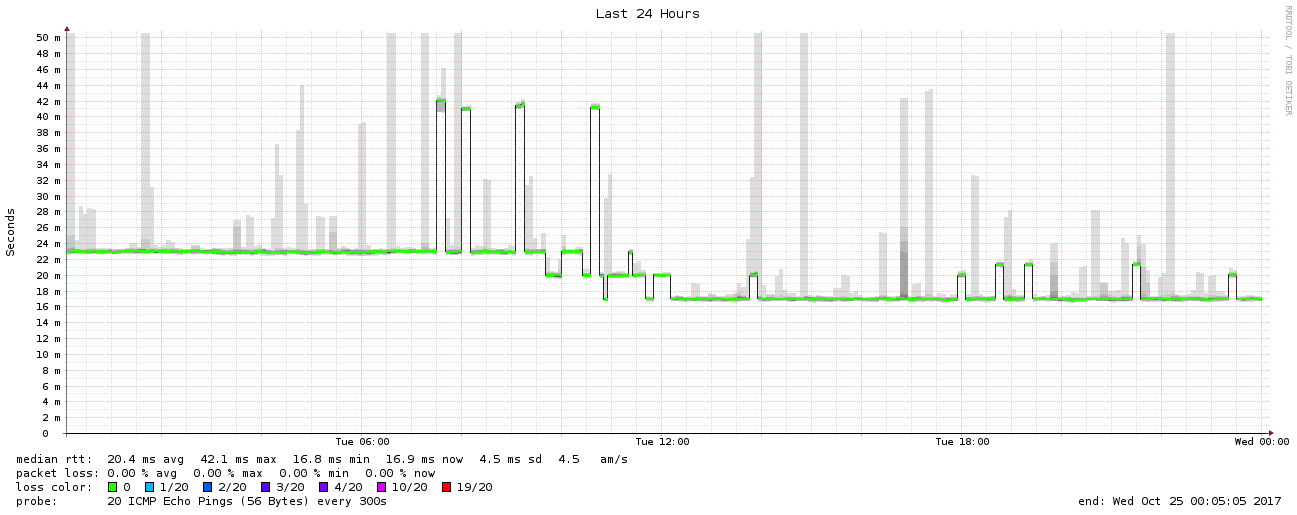 Last 24 Hours
RRDTOOL / TOBI OETIKER
Seconds
50 m
48 m
46 m
44 m
42 m
40 m
38 m
36 m
34 m
32 m
30 m
28 m
26 m
24 m
22 m
20 m
18 m
16 m
14 m
12 m
10 m
8 m
6 m
4 m
2 m
0
Tue 06:00 Tue 12:00 Tue 18:00 Wed 00:00
median rtt: 20.4 ms avg 42.1 ms max 16.8 ms min 16.9 ms now 4.5 ms sd 4.5 am/s
packet loss: 0.00 % avg 0.00 % max 0.00 % min 0.00 % now
loss color: 0 1/20 2/20 3/20 4/20 10/20 19/20
probe: 20 ICMP Echo Pings (56 Bytes) every 300s end: Wed Oct 25 00:05:05 2017